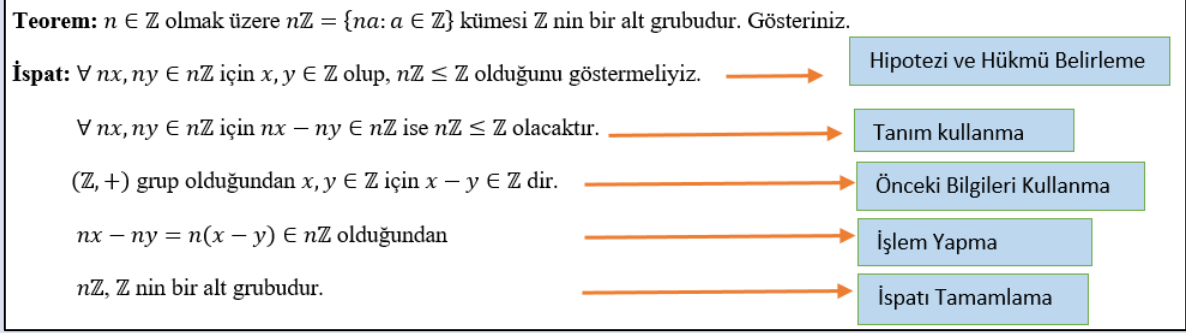 Teorem: n ∈ ℤ olmak üzere nℤ = {na: a ∈ ℤ} kümesi ℤ nin bir alt grubudur. Gösteriniz.
İspat: ∀ nx, ny ∈ nℤ için x, y ∈ ℤ olup, nℤ ≤ ℤ olduğunu göstermeliyiz.
Hipotezi ve Hükmü Belirleme
∀ nx, ny ∈ nℤ için nx − ny ∈ nℤ ise nℤ ≤ ℤ olacaktır.
Tanım kullanma
(ℤ, +) grup olduğundan x, y ∈ ℤ için x − y ∈ ℤ dir.
Önceki Bilgileri Kullanma
nx − ny = n(x − y) ∈ nℤ olduğundan
İşlem Yapma
nℤ, ℤ nin bir alt grubudur.
İspatı Tamamlama